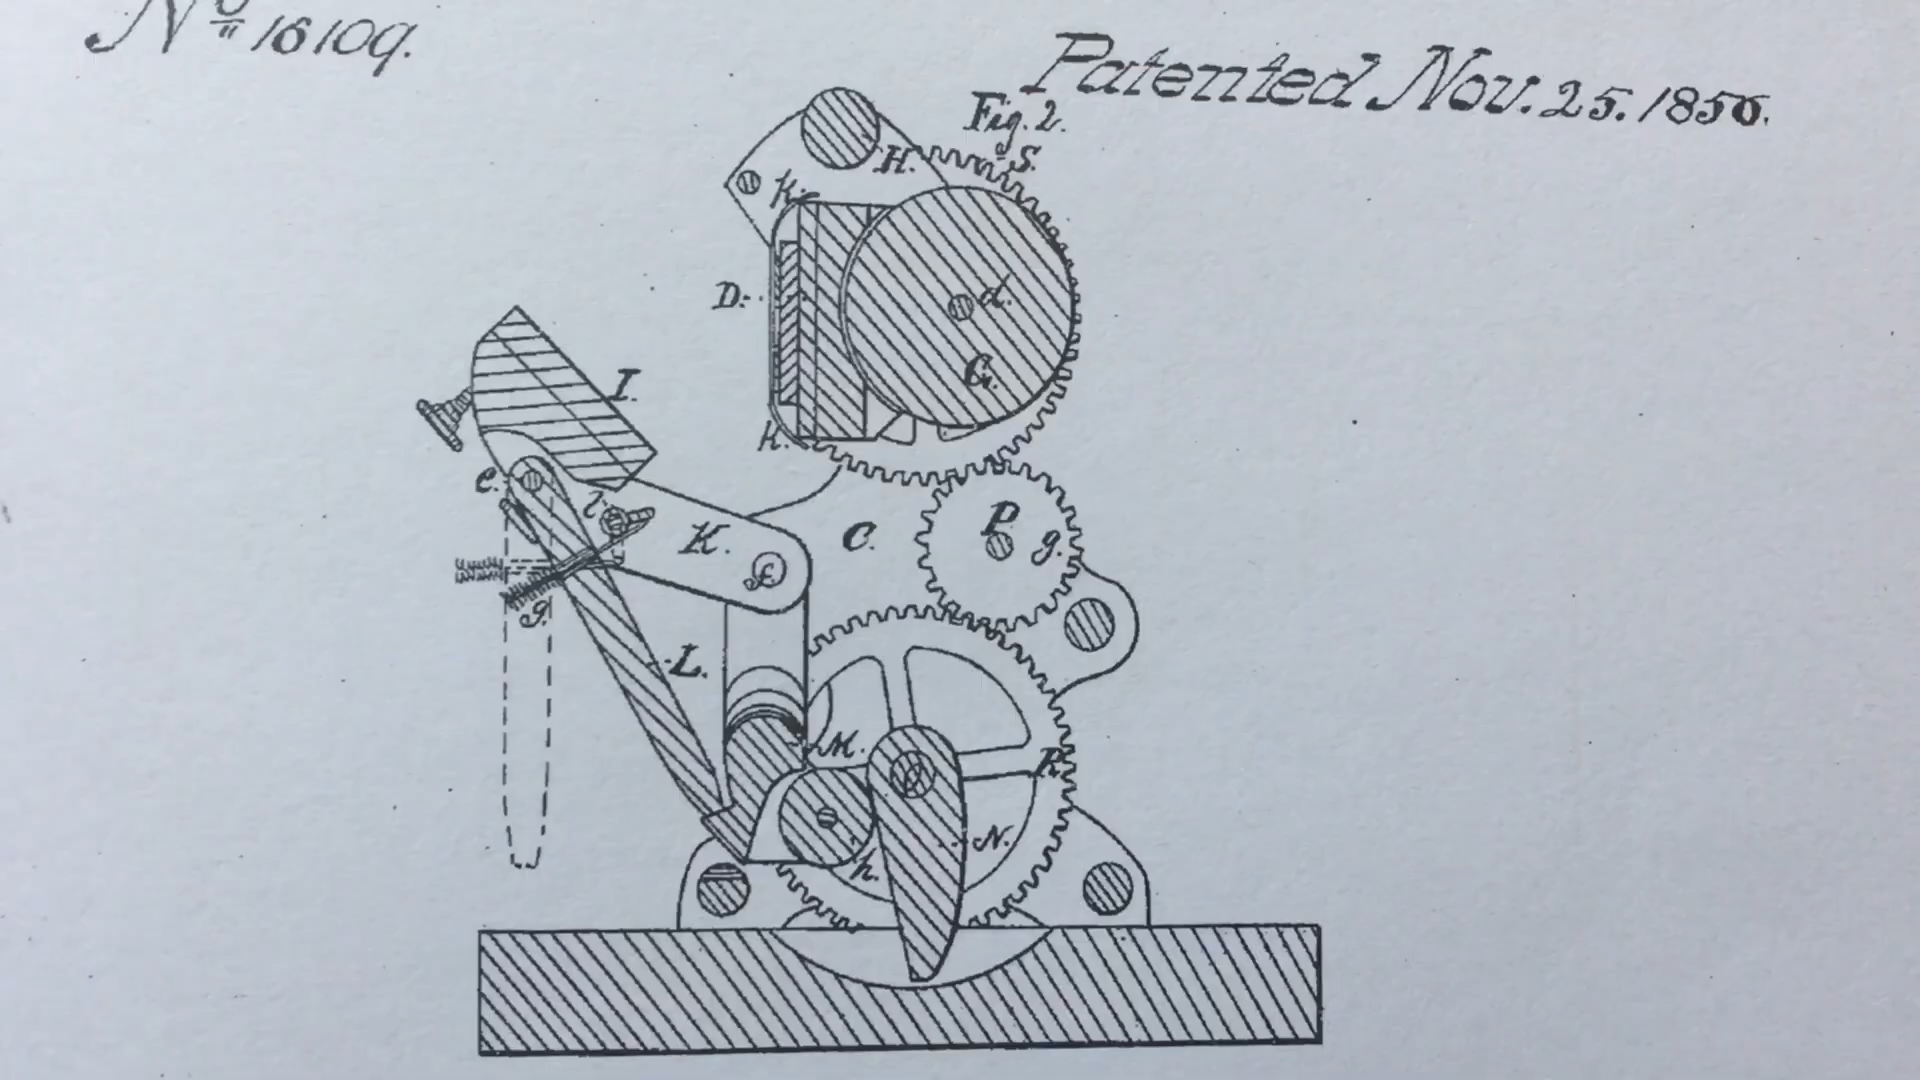 No 16109.
Patented Nov. 25. 1856.
Fig. 2.
S.
H.
k.
D.
d.
G.
I.
k.
e.
l
K.
C.
P.
g.
f
g.
L.
M.
R
N.
h.